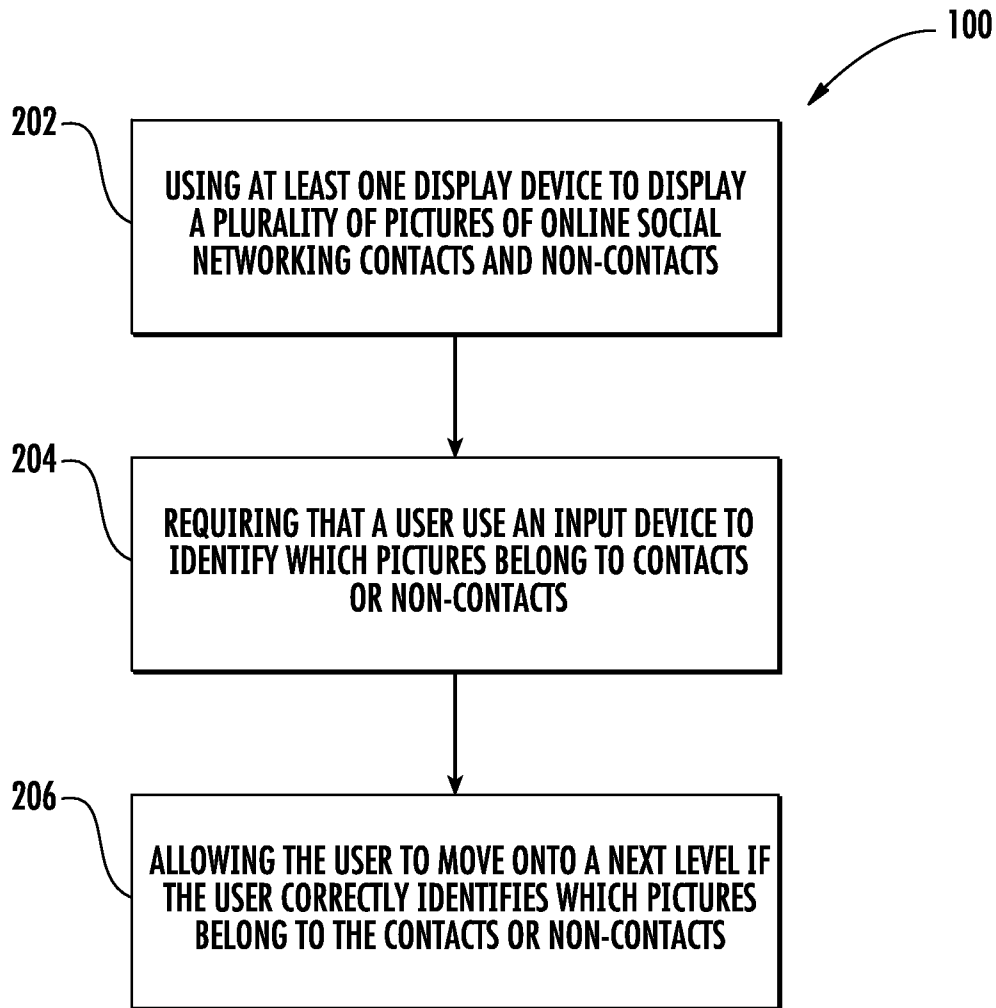 100
202
USING AT LEAST ONE DISPLAY DEVICE TO DISPLAY
A PLURALITY OF PICTURES OF ONLINE SOCIAL
NETWORKING CONTACTS AND NON-CONTACTS
204
REQUIRING THAT A USER USE AN INPUT DEVICE TO
IDENTIFY WHICH PICTURES BELONG TO CONTACTS
OR NON-CONTACTS
206
ALLOWING THE USER TO MOVE ONTO A NEXT LEVEL IF
THE USER CORRECTLY IDENTIFIES WHICH PICTURES
BELONG TO THE CONTACTS OR NON-CONTACTS